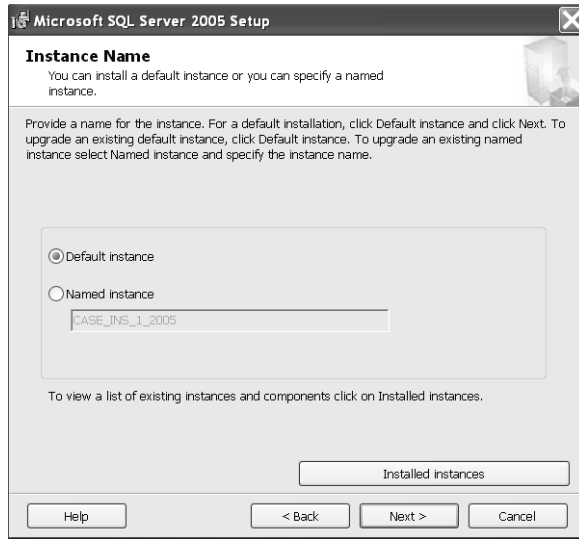 Microsoft SQL Server 2005 Setup
Instance Name
You can install a default instance or you can specify a named
instance.
Provide a name for the instance. For a default installation, click Default instance and click Next. To
upgrade an existing default instance, click Default instance. To upgrade an existing named
instance select Named instance and specify the instance name.
Default instance
Named instance
CASE_INS_1_2005
To view a list of existing instances and components click on Installed instances.
Installed instances
Help
< Back
Next >
Cancel